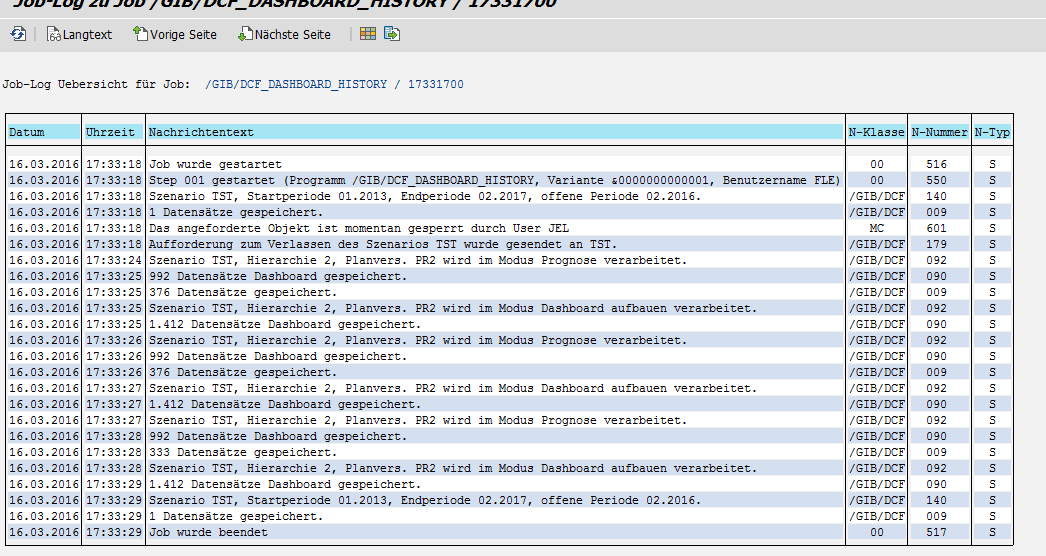 Job-Log zu Job /GIB/DCF_DASHBOARD_HISTORY / 17331700
Langtext Vorige Seite Nächste Seite
Job-Log Uebersicht für Job: /GIB/DCF_DASHBOARD_HISTORY / 17331700
Datum Uhrzeit Nachrichtentext N-Klasse N-Nummer N-Typ
16.03.2016 17:33:18 Job wurde gestartet 00 516 S
16.03.2016 17:33:18 Step 001 gestartet (Programm /GIB/DCF_DASHBOARD_HISTORY, Variante &0000000000001, Benutzername FLE) 00 550 S
16.03.2016 17:33:18 Szenario TST, Startperiode 01.2013, Endperiode 02.2017, offene Periode 02.2016. /GIB/DCF 140 S
16.03.2016 17:33:18 1 Datensätze gespeichert. /GIB/DCF 009 S
16.03.2016 17:33:18 Das angeforderte Objekt ist momentan gesperrt durch User JEL MC 601 S
16.03.2016 17:33:18 Aufforderung zum Verlassen des Szenarios TST wurde gesendet an TST. /GIB/DCF 179 S
16.03.2016 17:33:24 Szenario TST, Hierarchie 2, Planvers. PR2 wird im Modus Prognose verarbeitet. /GIB/DCF 092 S
16.03.2016 17:33:25 992 Datensätze Dashboard gespeichert. /GIB/DCF 090 S
16.03.2016 17:33:25 376 Datensätze gespeichert. /GIB/DCF 009 S
16.03.2016 17:33:25 Szenario TST, Hierarchie 2, Planvers. PR2 wird im Modus Dashboard aufbauen verarbeitet. /GIB/DCF 092 S
16.03.2016 17:33:25 1.412 Datensätze Dashboard gespeichert. /GIB/DCF 090 S
16.03.2016 17:33:26 Szenario TST, Hierarchie 2, Planvers. PR2 wird im Modus Prognose verarbeitet. /GIB/DCF 092 S
16.03.2016 17:33:26 992 Datensätze Dashboard gespeichert. /GIB/DCF 090 S
16.03.2016 17:33:26 376 Datensätze gespeichert. /GIB/DCF 009 S
16.03.2016 17:33:27 Szenario TST, Hierarchie 2, Planvers. PR2 wird im Modus Dashboard aufbauen verarbeitet. /GIB/DCF 092 S
16.03.2016 17:33:27 1.412 Datensätze Dashboard gespeichert. /GIB/DCF 090 S
16.03.2016 17:33:27 Szenario TST, Hierarchie 2, Planvers. PR2 wird im Modus Prognose verarbeitet. /GIB/DCF 092 S
16.03.2016 17:33:28 992 Datensätze Dashboard gespeichert. /GIB/DCF 090 S
16.03.2016 17:33:28 333 Datensätze gespeichert. /GIB/DCF 009 S
16.03.2016 17:33:28 Szenario TST, Hierarchie 2, Planvers. PR2 wird im Modus Dashboard aufbauen verarbeitet. /GIB/DCF 092 S
16.03.2016 17:33:29 1.412 Datensätze Dashboard gespeichert. /GIB/DCF 090 S
16.03.2016 17:33:29 Szenario TST, Startperiode 01.2013, Endperiode 02.2017, offene Periode 02.2016. /GIB/DCF 140 S
16.03.2016 17:33:29 1 Datensätze gespeichert. /GIB/DCF 009 S
16.03.2016 17:33:29 Job wurde beendet 00 517 S